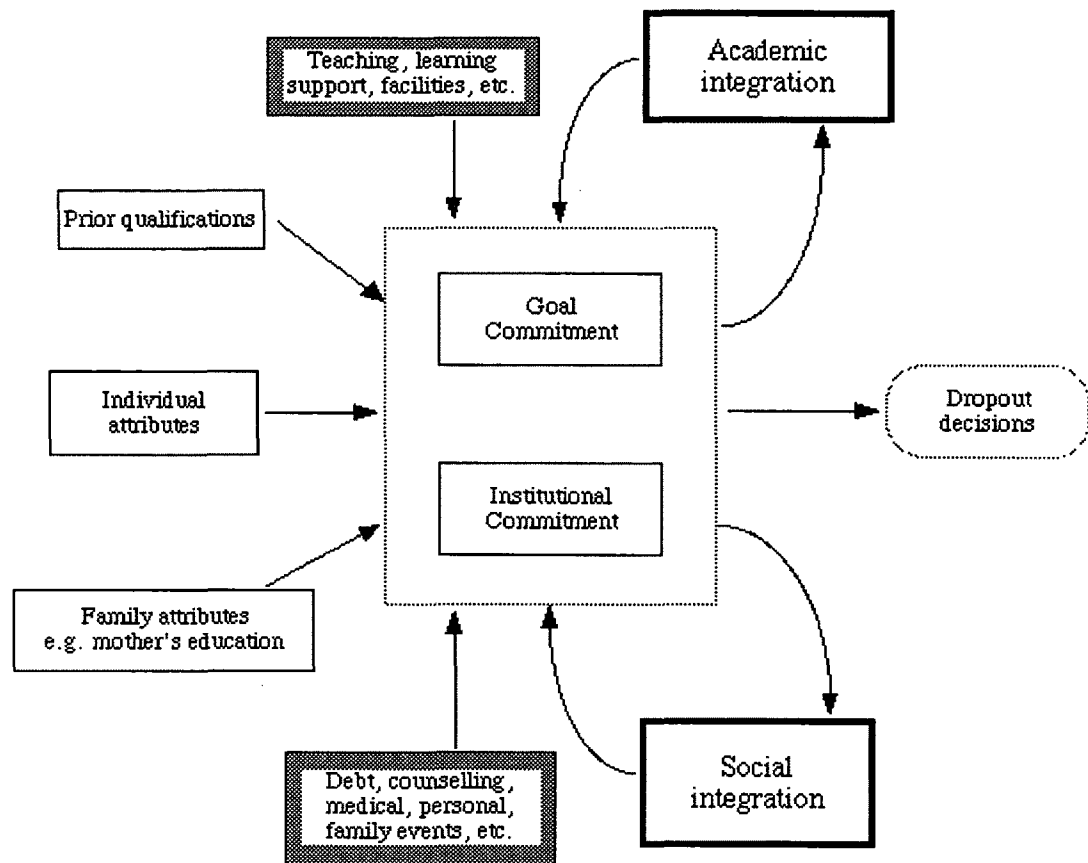 Teaching, learning
support, facilities, etc.
Academic
integration
Prior qualifications
Goal
Commitment
Individual
attributes
Dropout
decisions
Institutional
Commitment
Family attributes
e.g. mother's education
Debt, counselling,
medical, personal,
family events, etc.
Social
integration